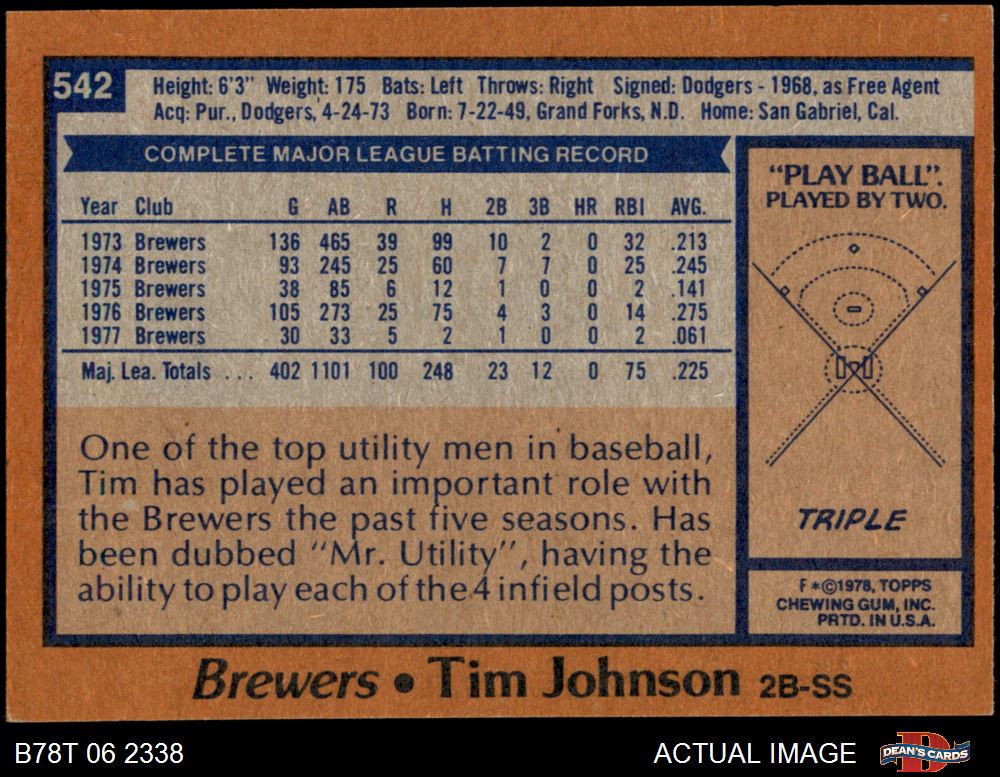 542
Height: 6'3" Weight: 175 Bats: Left Throws: Right Signed: Dodgers - 1968, as Free Agent
Acq: Pur., Dodgers, 4-24-73 Born: 7-22-49, Grand Forks, N.D. Home: San Gabriel, Cal.
COMPLETE MAJOR LEAGUE BATTING RECORD
Year Club G AB R H 2B 3B HR RBI AVG.
1973 Brewers 136 465 39 99 10 2 0 32 .213
1974 Brewers 93 245 25 60 7 7 0 25 .245
1975 Brewers 38 85 6 12 1 0 0 2 .141
1976 Brewers 105 273 25 75 4 3 0 14 .275
1977 Brewers 30 33 5 2 1 0 0 2 .061
Maj. Lea. Totals ... 402 1101 100 248 23 12 0 75 .225
One of the top utility men in baseball,
Tim has played an important role with
the Brewers the past five seasons. Has
been dubbed "Mr. Utility", having the
ability to play each of the 4 infield posts.
"PLAY BALL".
PLAYED BY TWO.
TRIPLE
F *©1978, TOPPS
CHEWING GUM, INC.
PRTD. IN U.S.A.
Brewers • Tim Johnson 2B-SS
B78T 06 2338
ACTUAL IMAGE
D
DEAN'S CARDS